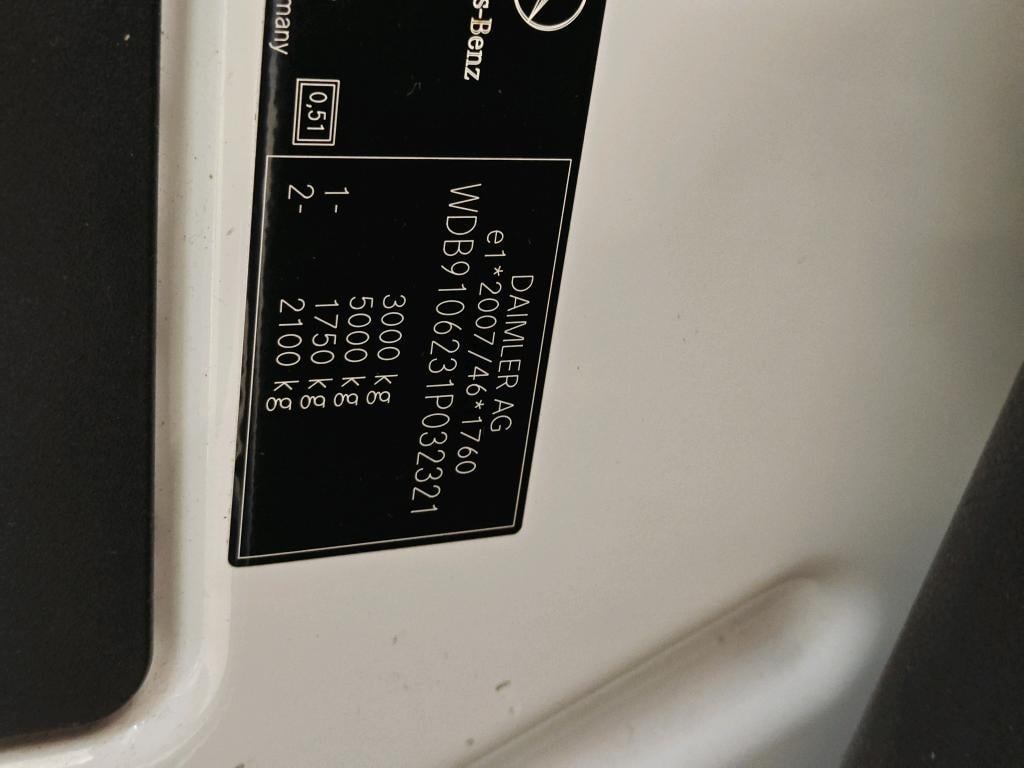 s-Benz
many
0,51
DAIMLER AG
e1*2007/46*1760
WDB9106231P032321
3000 kg
5000 kg
1- 1750 kg
2- 2100 kg